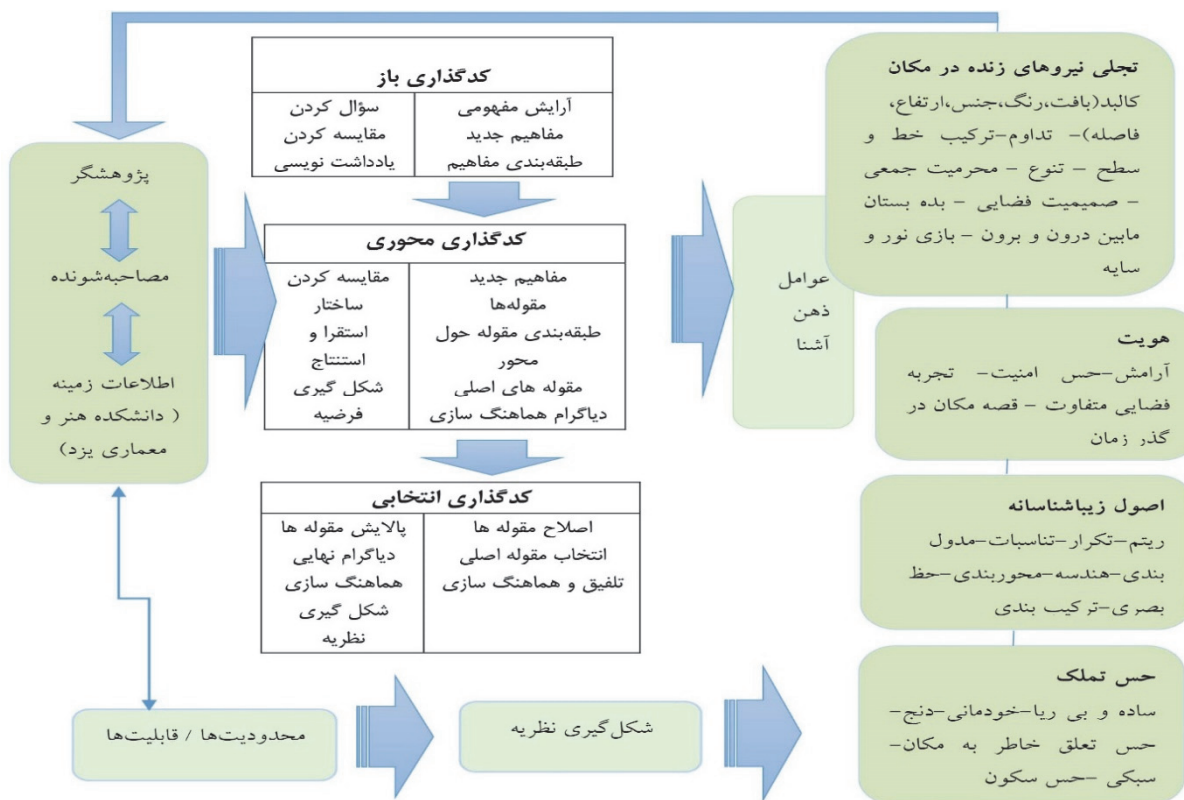 تجلی نیروهای زنده در مکان
کالبد(بافت،رنگ،جنس،ارتفاع،
فاصله)- تداوم-ترکیب خط و
سطح - تنوع - محرمیت جمعی
- صمیمیت فضایی - بده بستان
مابین درون و برون - بازی نور و
سایه
هویت
آرامش-حس امنیت- تجربه
فضایی متفاوت - قصه مکان در
گذر زمان
اصول زیباشناسانه
ریتم-تکرار-تناسبات-مدول
بندی-هندسه-محوربندی-حظ
بصری-ترکیب بندی
حس تملک
ساده و بی ریا-خودمانی-دنج-
حس تعلق خاطر به مکان-
سبکی -حس سکون
عوامل
ذهن
آشنا
کدگذاری باز
آرایش مفهومی
مفاهیم جدید
طبقه‌بندی مفاهیم
سؤال کردن
مقایسه کردن
یادداشت نویسی
کدگذاری محوری
مفاهیم جدید
مقوله‌ها
طبقه‌بندی مقوله حول
محور
مقوله های اصلی
دیاگرام هماهنگ سازی
مقایسه کردن
ساختار
استقرا و
استنتاج
شکل گیری
فرضیه
کدگذاری انتخابی
اصلاح مقوله ها
انتخاب مقوله اصلی
تلفیق و هماهنگ سازی
پالایش مقوله ها
دیاگرام نهایی
هماهنگ سازی
شکل گیری
نظریه
پژوهشگر
مصاحبه‌شونده
اطلاعات زمینه
( دانشکده هنر و
معماری یزد)
شکل‌گیری نظریه
محدودیت‌ها / قابلیت‌ها